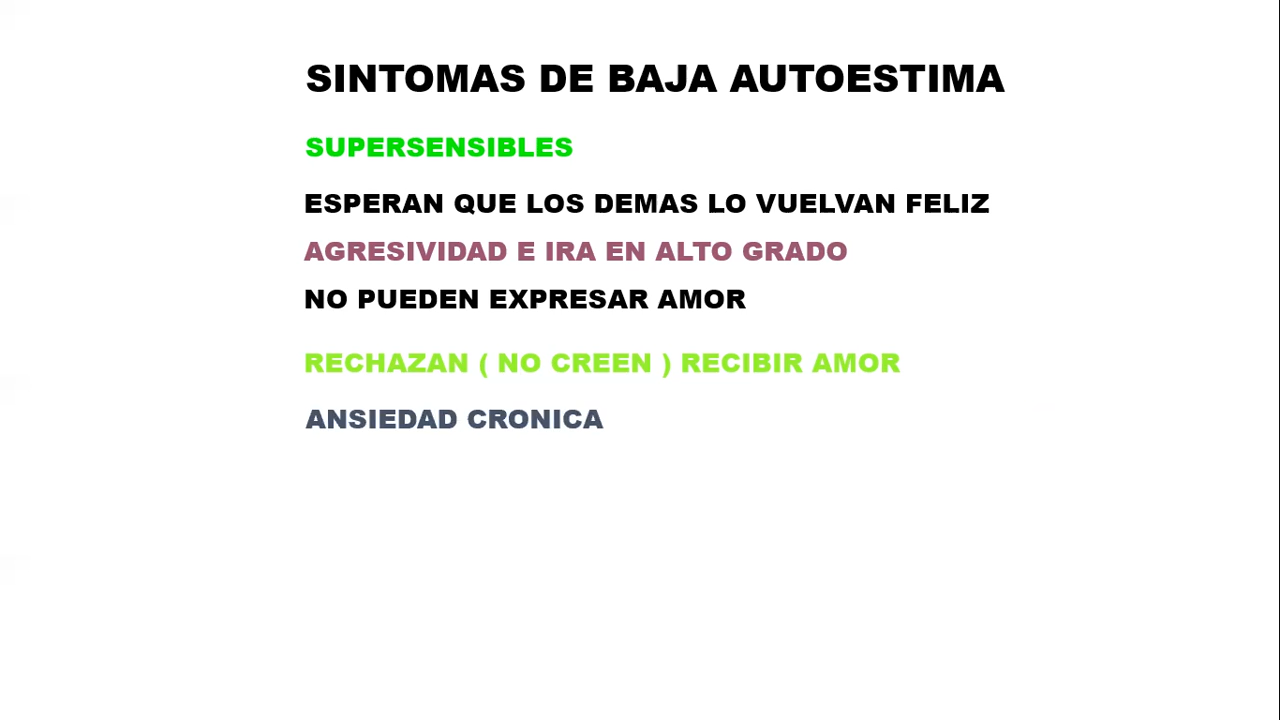 SINTOMAS DE BAJA AUTOESTIMA
SUPERSENSIBLES
ESPERAN QUE LOS DEMAS LO VUELVAN FELIZ
AGRESIVIDAD E IRA EN ALTO GRADO
NO PUEDEN EXPRESAR AMOR
RECHAZAN ( NO CREEN ) RECIBIR AMOR
ANSIEDAD CRONICA